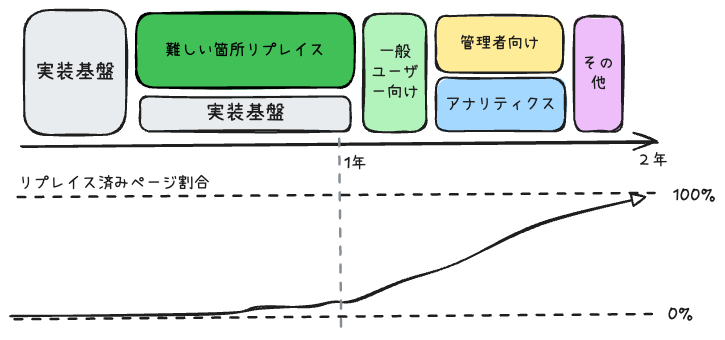 実装基盤
難しい箇所リプレイス
実装基盤
一般
ユーザ
ー向け
管理者向け
アナリティクス
その
他
1年
2年
リプレイス済みページ割合
100%
0%